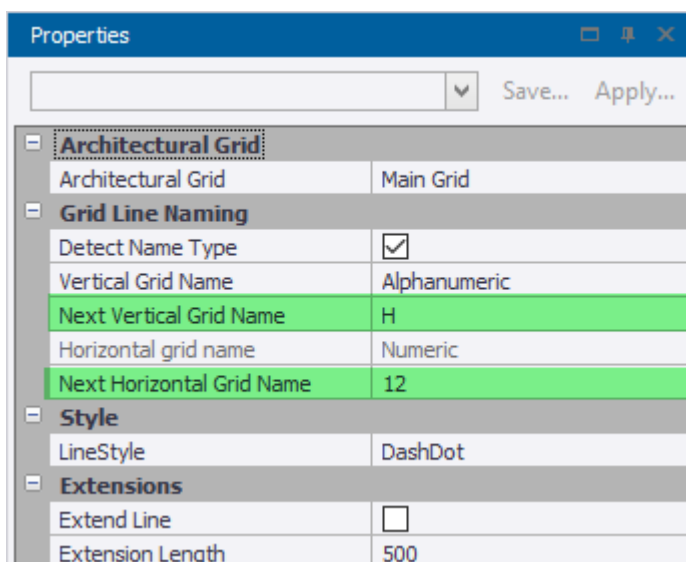 Properties
Save... Apply...
Architectural Grid
Architectural Grid Main Grid
Grid Line Naming
Detect Name Type
Vertical Grid Name Alphanumeric
Next Vertical Grid Name H
Horizontal grid name Numeric
Next Horizontal Grid Name 12
Style
LineStyle DashDot
Extensions
Extend Line
Extension Length 500